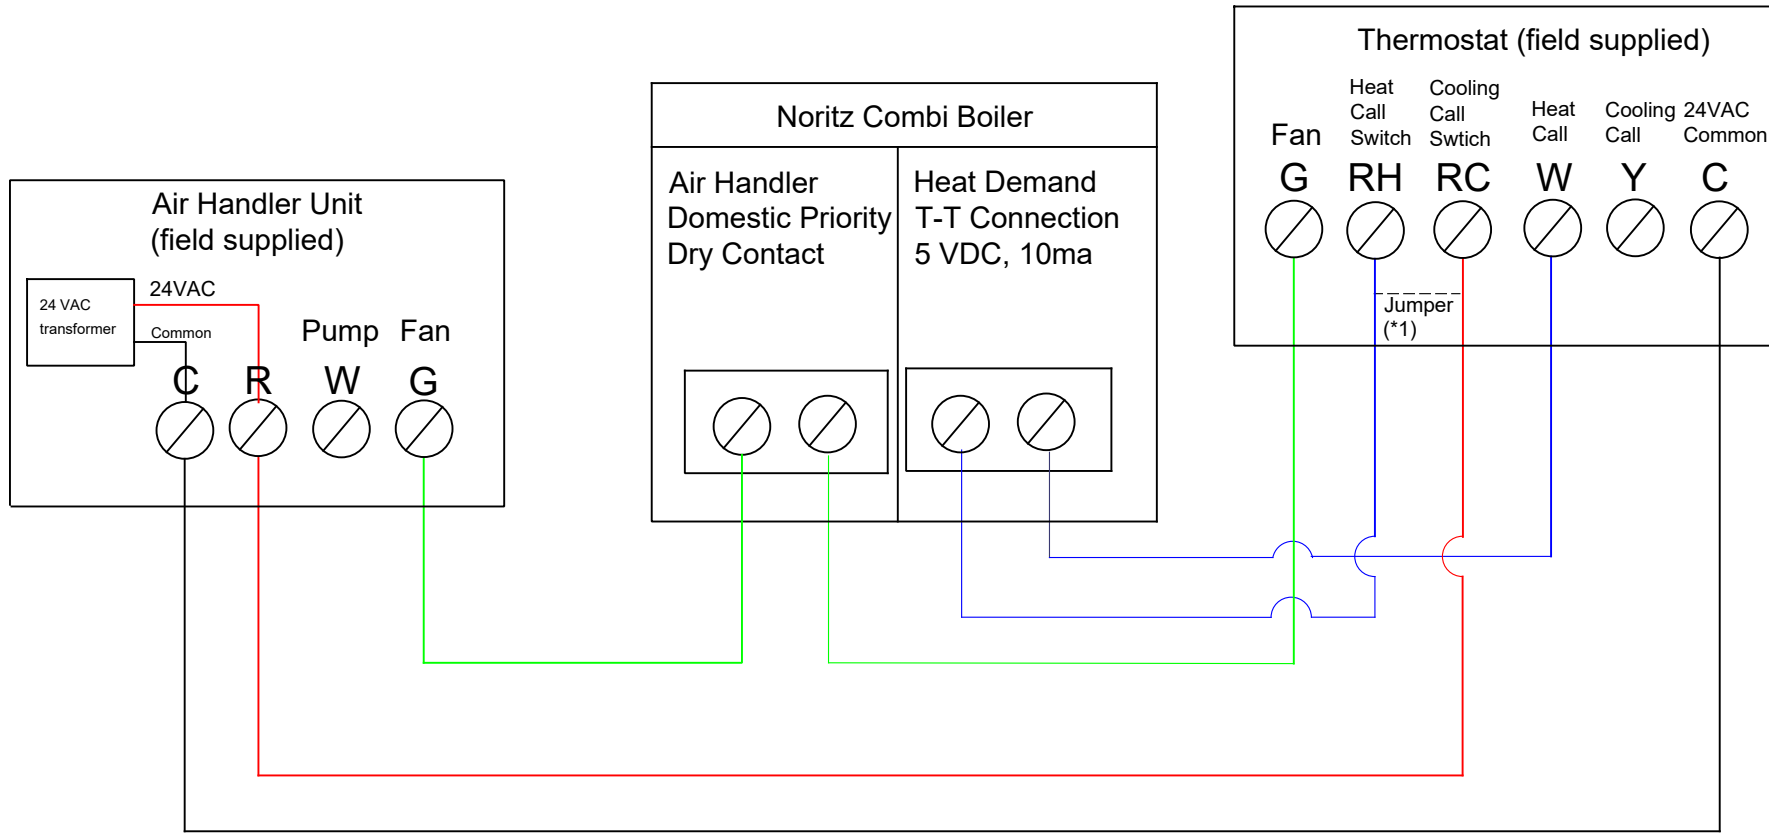 Air Handler Unit
(field supplied)
24 VAC
transformer
24VAC
Common
Pump
Fan
C
R
W
G
Noritz Combi Boiler
Air Handler
Domestic Priority
Dry Contact
Heat Demand
T-T Connection
5 VDC, 10ma
Thermostat (field supplied)
Fan
Heat
Call
Switch
Cooling
Call
Swtich
Heat
Call
Cooling
Call
24VAC
Common
G
RH
RC
W
Y
C
Jumper
(*1)